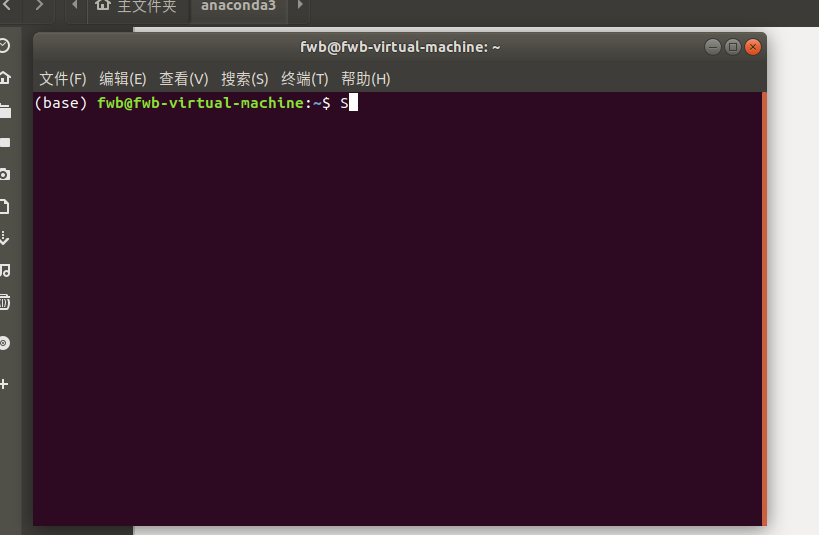 主文件夹 anaconda3
fwb@fwb-virtual-machine: ~
文件(F) 编辑(E) 查看(V) 搜索(S) 终端(T) 帮助(H)
(base) fwb@fwb-virtual-machine:~$ S